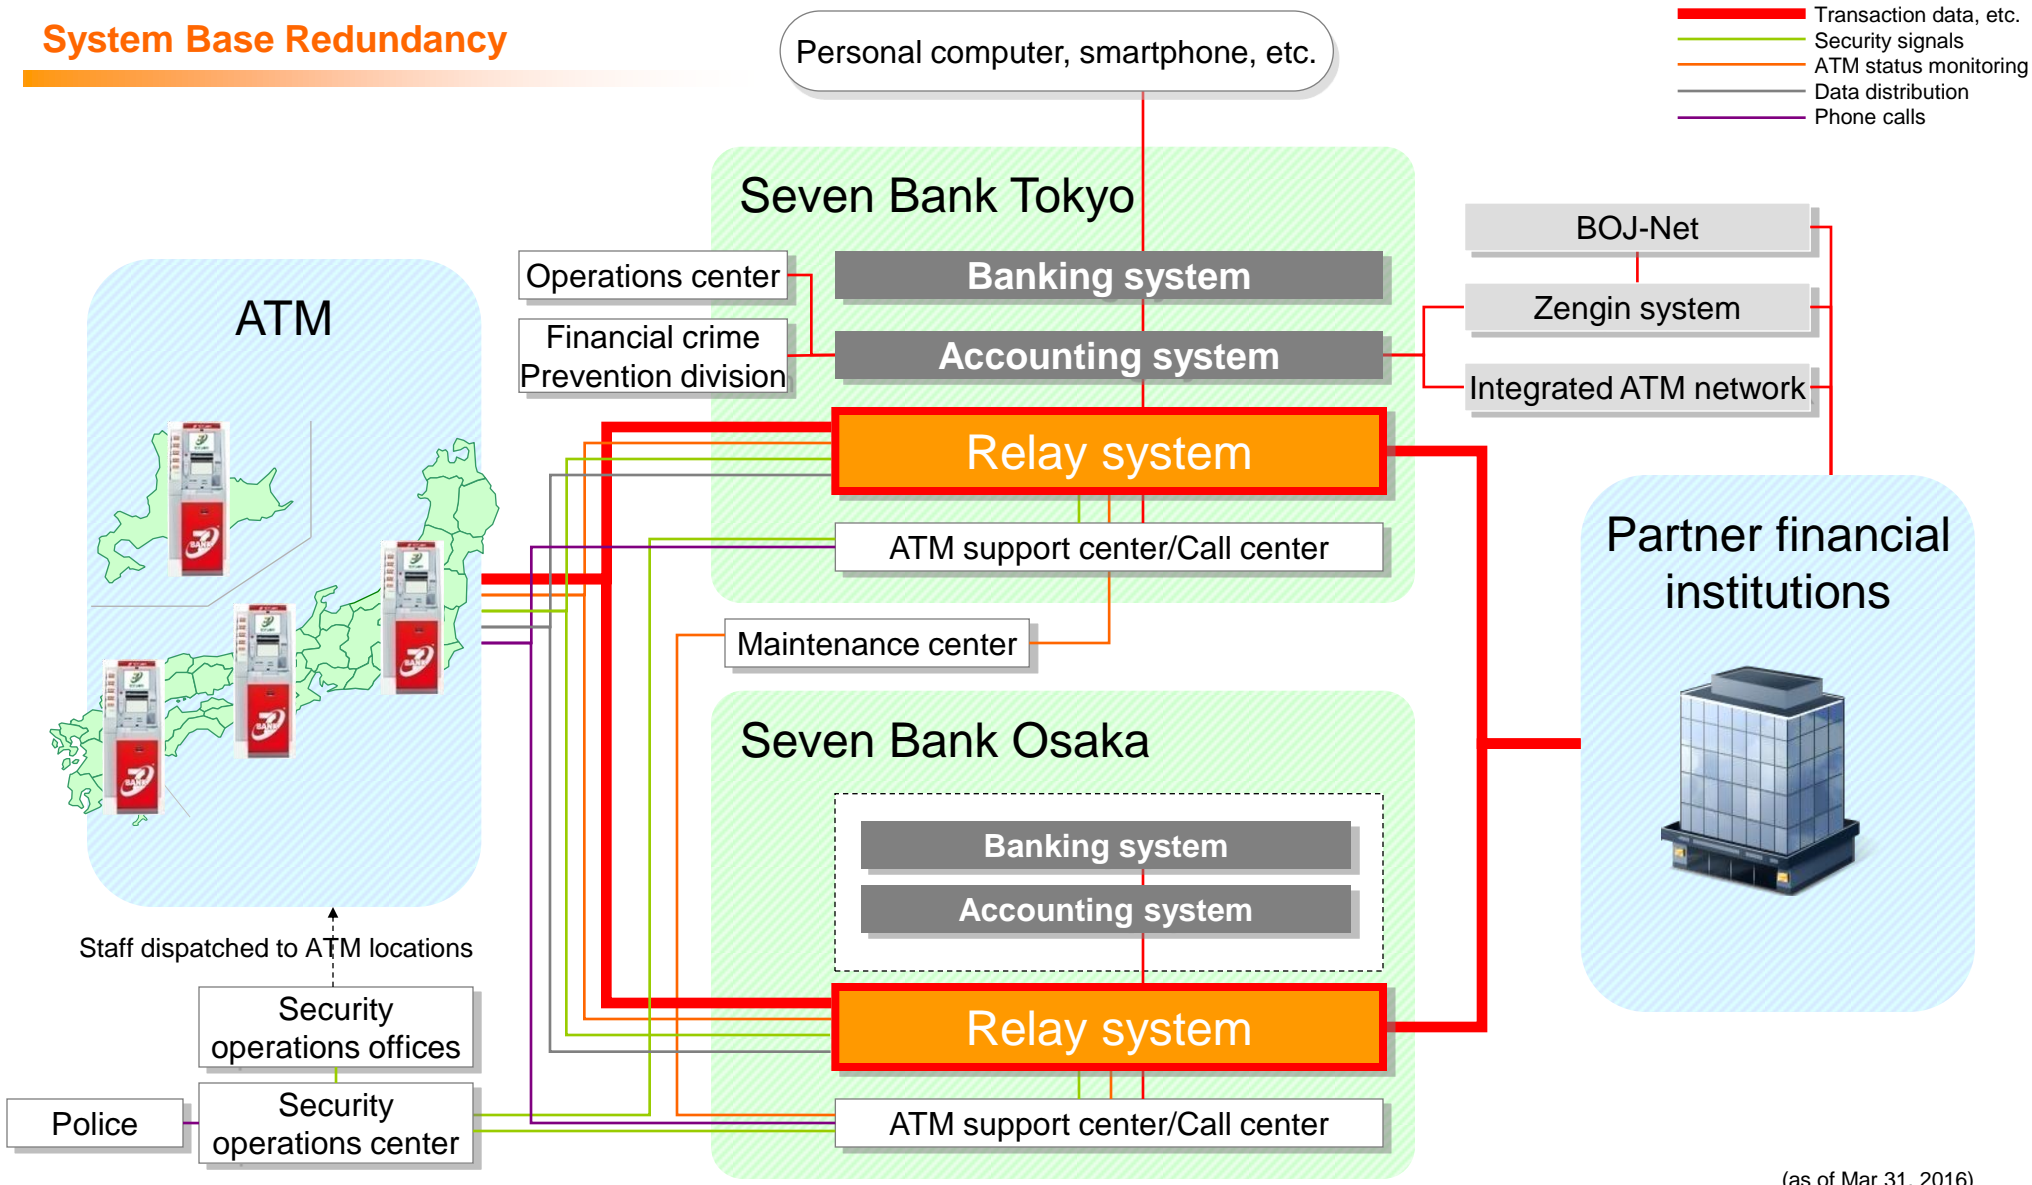 System Base Redundancy
Personal computer, smartphone, etc.
Transaction data, etc.
Security signals
ATM status monitoring
Data distribution
Phone calls
Seven Bank Tokyo
Operations center
Banking system
Financial crime
Prevention division
Accounting system
BOJ-Net
Zengin system
Integrated ATM network
ATM
Relay system
ATM support center/Call center
Maintenance center
Partner financial
institutions
Seven Bank Osaka
Banking system
Accounting system
Relay system
ATM support center/Call center
Staff dispatched to ATM locations
Security
operations offices
Security
operations center
Police
(as of Mar 31, 2016)